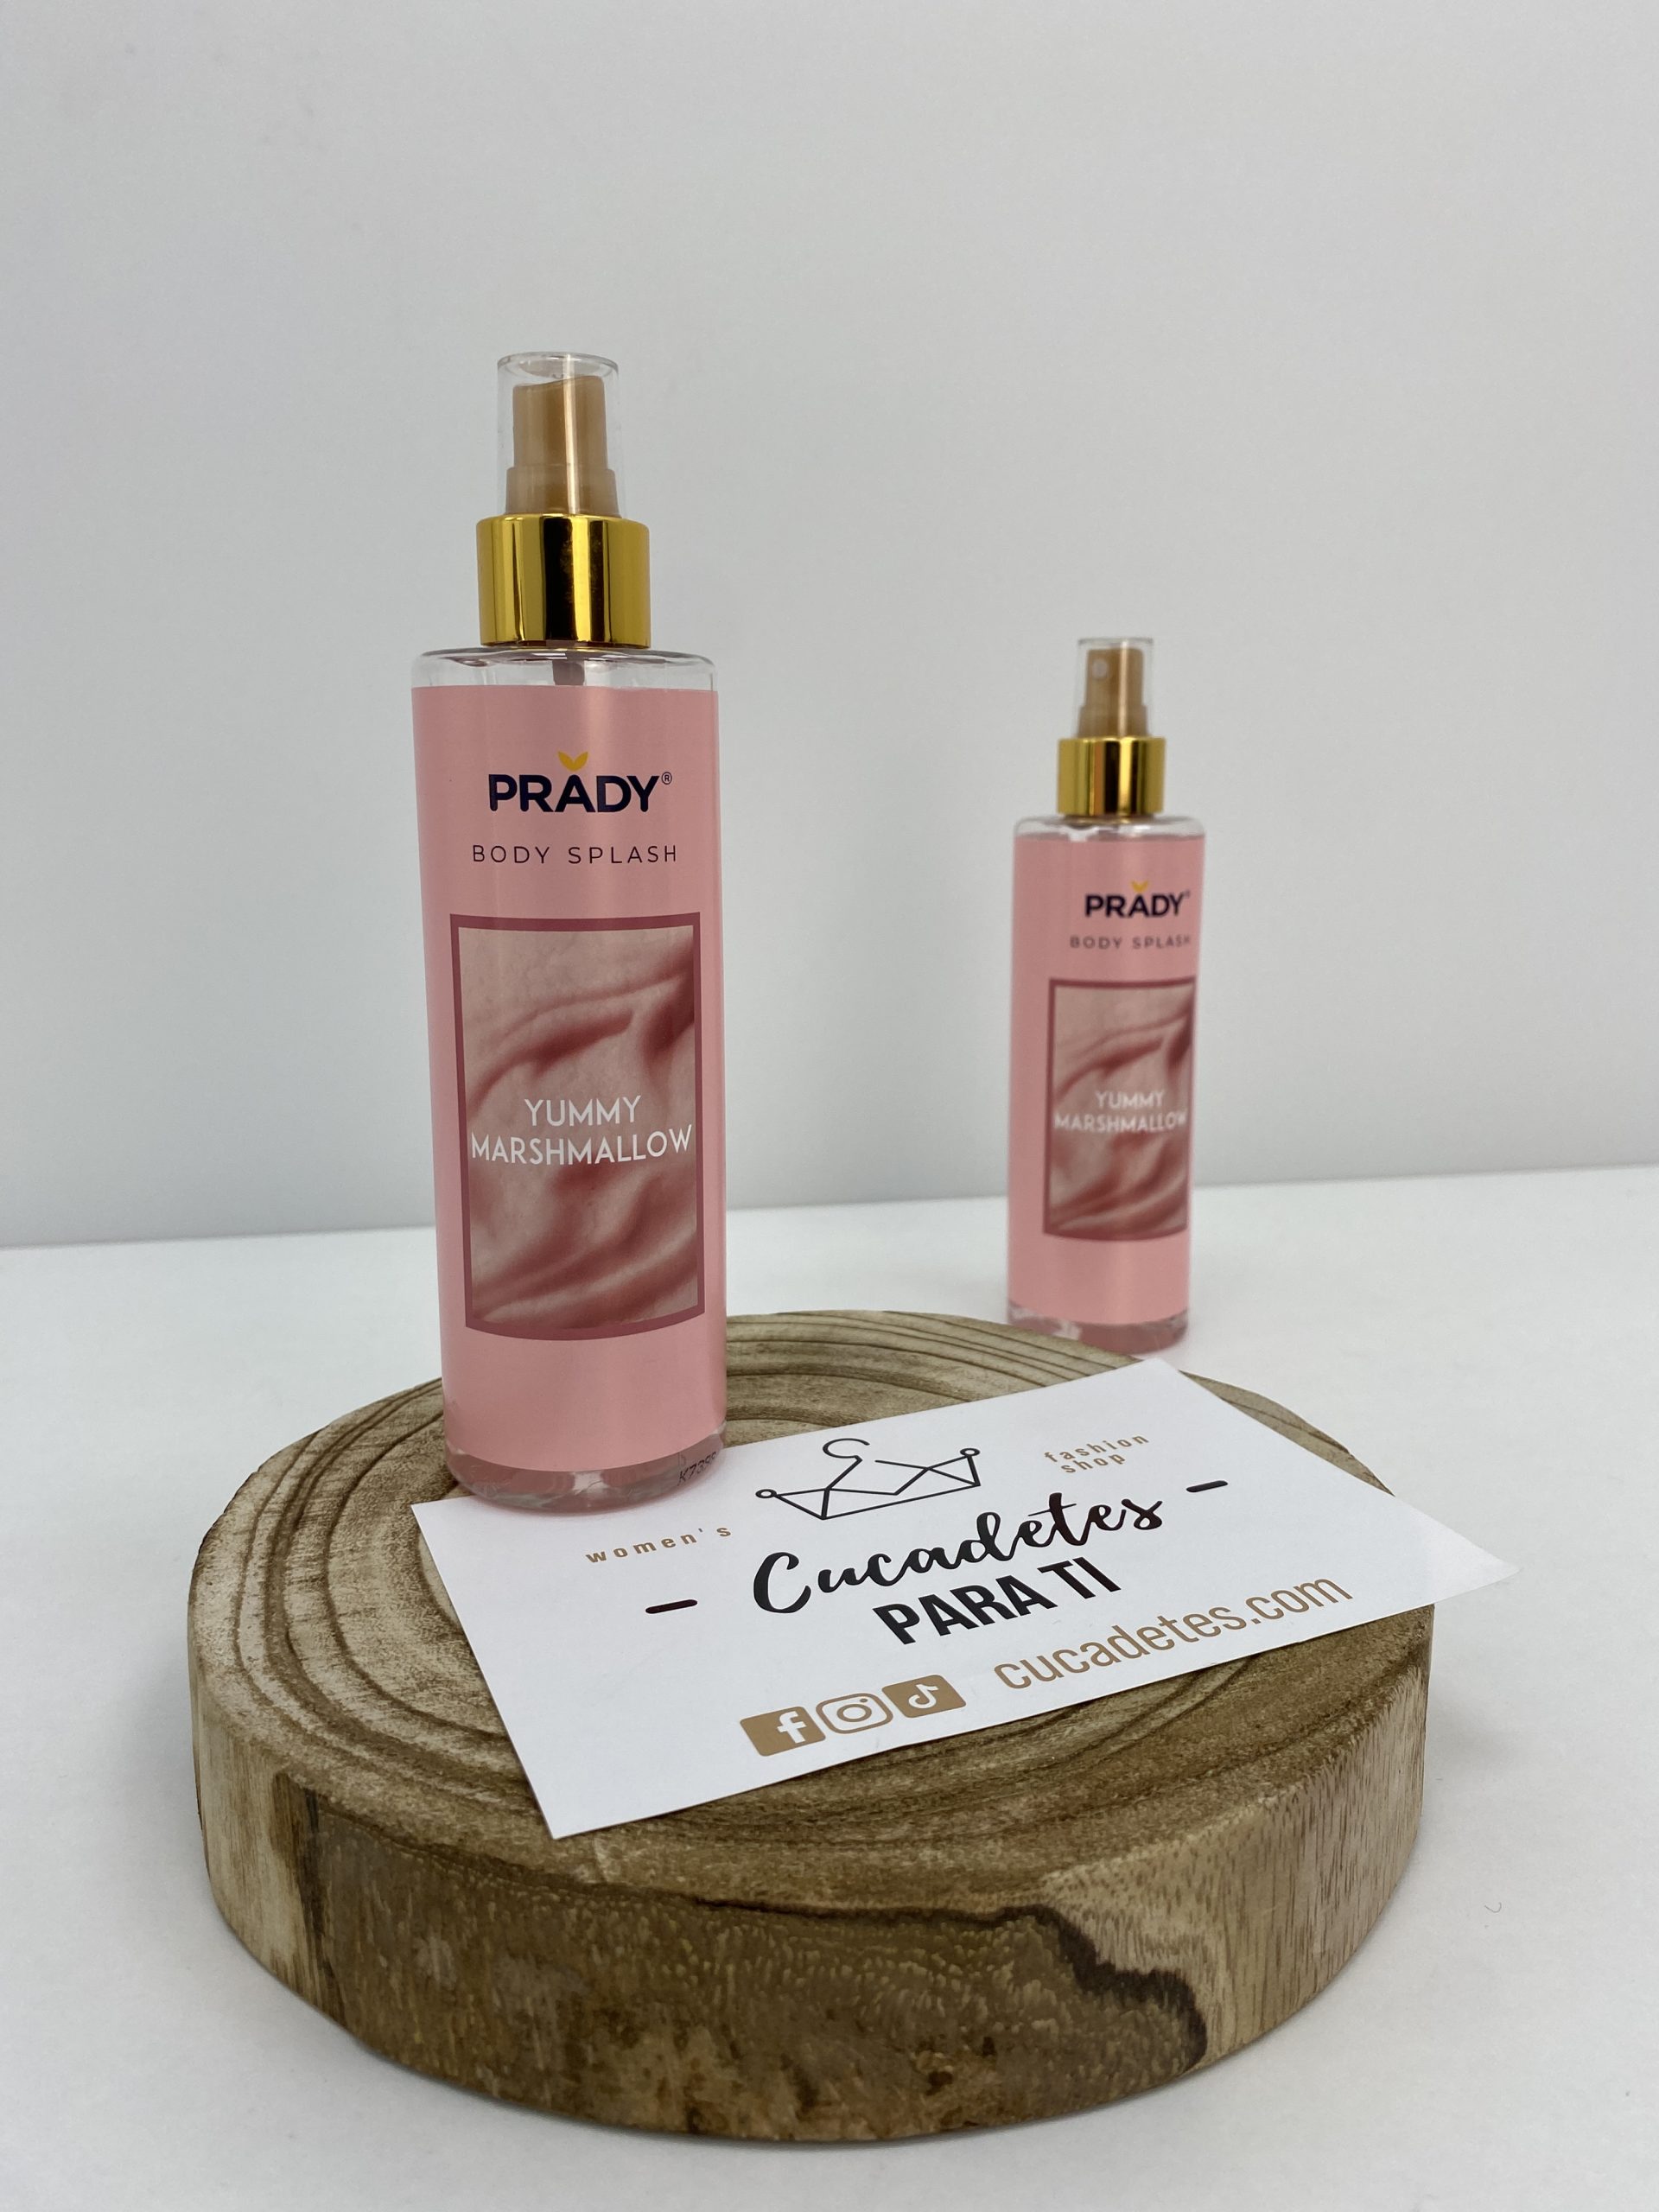 PRADY®
BODY SPLASH
YUMMY
MARSHMALLOW
PRADY®
BODY SPLASH
YUMMY
MARSHMALLOW
fashion
shop
women's
- Cucadetes -
PARA TI
cucadetes.com